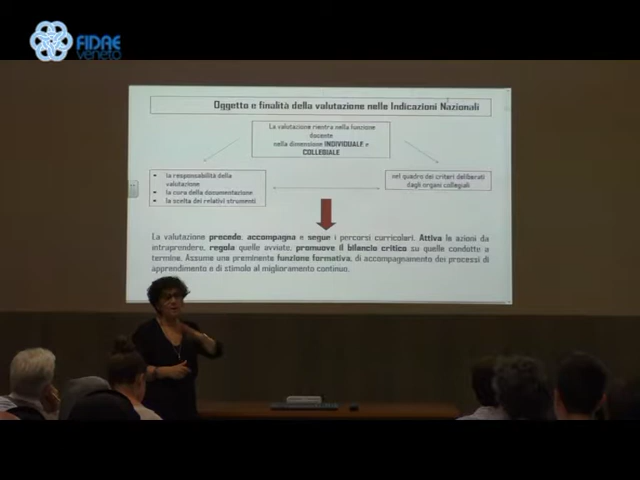 FIDAE
veneto
Oggetto e finalità della valutazione nelle Indicazioni Nazionali
La valutazione rientra nella funzione
docente
nella dimensione INDIVIDUALE e
COLLEGIALE
• la responsabilità della
valutazione
• la cura della documentazione
• la scelta dei relativi strumenti
nel quadro dei criteri deliberati
dagli organi collegiali
La valutazione precede, accompagna e segue i percorsi curricolari. Attiva le azioni da
intraprendere, regola quelle avviate, promuove il bilancio critico su quelle condotte a
termine. Assume una preminente funzione formativa, di accompagnamento dei processi di
apprendimento e di stimolo al miglioramento continuo.